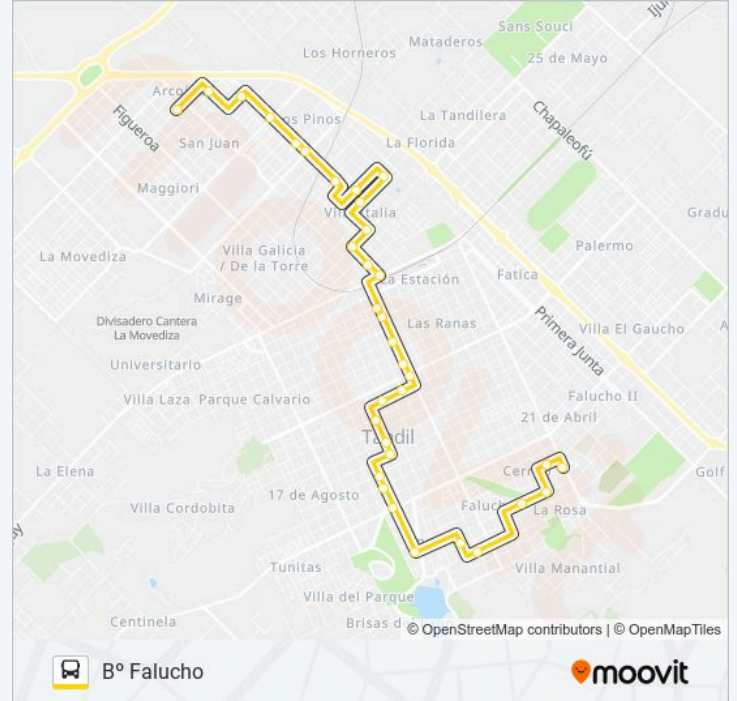 Sans Souci
Mataderos
Los Horneros
25 de Mayo
Arco
os Pinos
La Tandilera
Chapaleofú
Figueroa
San Juan
La Florida
Maggiori
Villa Italia
Gradu
La Movediza
Villa Galicia
/ De la Torre
Palermo
La Estación
Fatica
Mirage
Divisadero Cantera
La Movediza
Las Ranas
Primera Junta
Villa El Gaucho
Universitario
Villa Laza
Parque Calvario
Falucho II
21 de Abril
Tandil
La Elena
Cerr
Golf
17 de Agosto
Villa Cordobita
Faluc
La Rosa
Tunitas
Villa Manantial
Villa del Parque
Centinela
Brisas d
© OpenStreetMap contributors | © OpenMapTiles
Bº Falucho
moovit